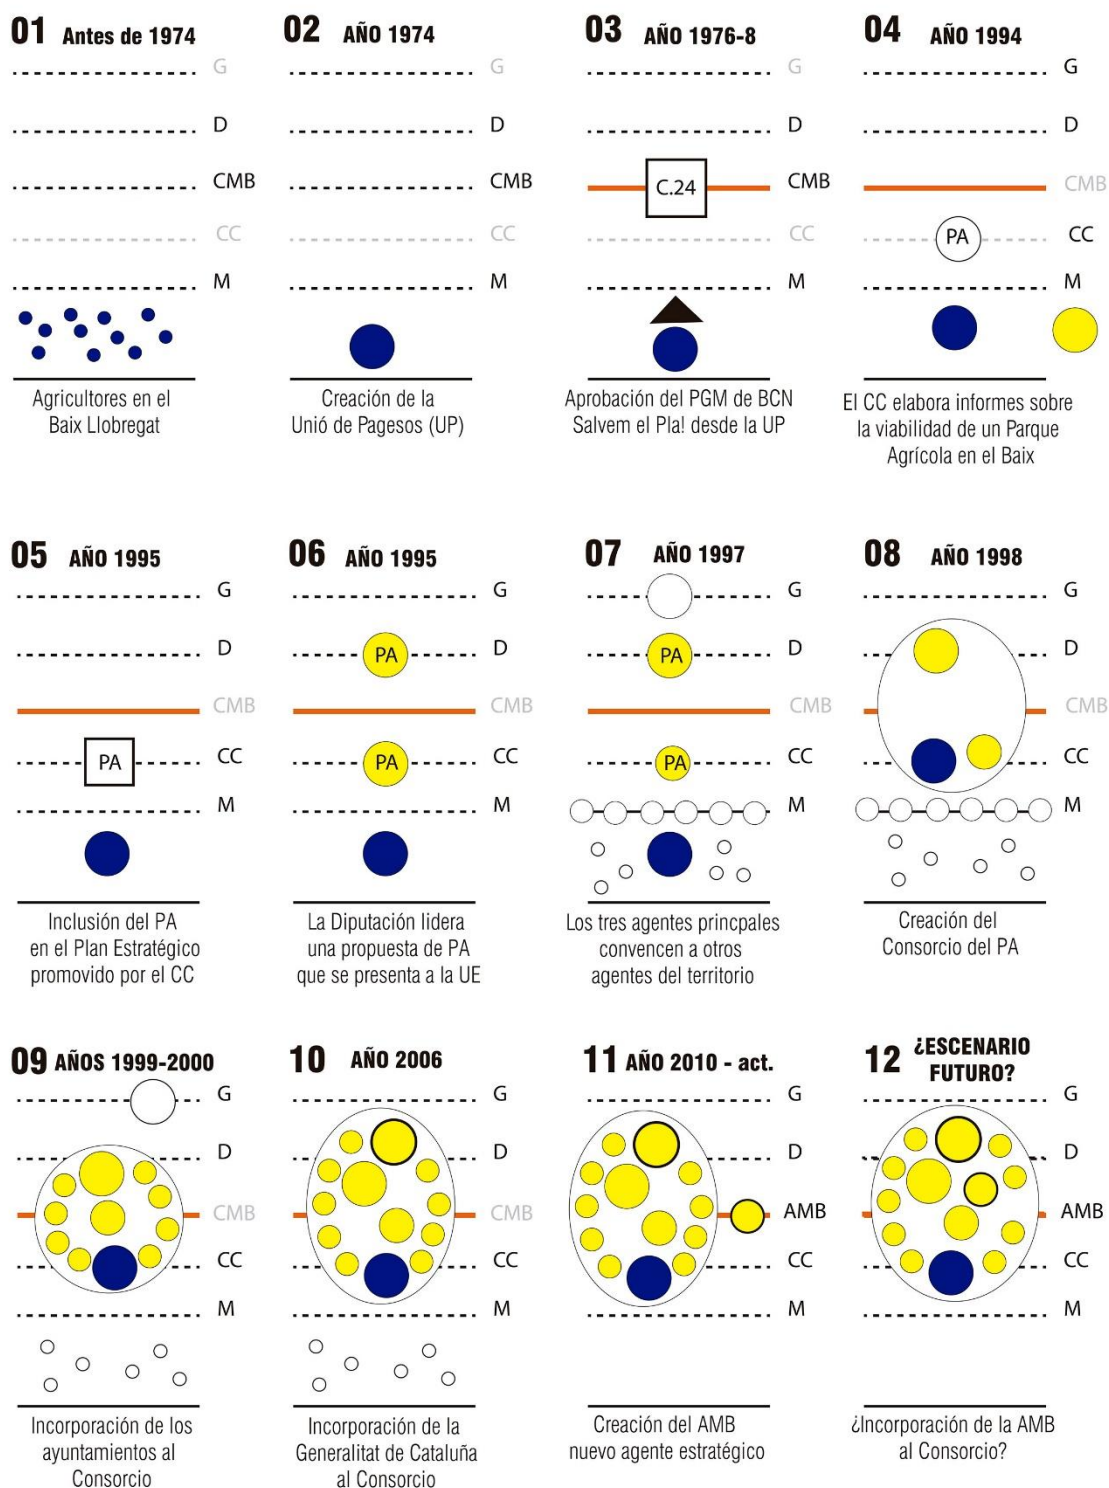 01 Antes de 1974
G
D
CMB
CC
M
Agricultores en el
Baix Llobregat
02 AÑO 1974
G
D
CMB
CC
M
Creación de la
Unió de Pagesos (UP)
03 AÑO 1976-8
G
D
C.24
CMB
CC
M
Aprobación del PGM de BCN
Salvem el Pla! desde la UP
04 AÑO 1994
G
D
CMB
PA
CC
M
El CC elabora informes sobre
la viabilidad de un Parque
Agrícola en el Baix
05 AÑO 1995
G
D
CMB
PA
CC
M
Inclusión del PA
en el Plan Estratégico
promovido por el CC
06 AÑO 1995
G
PA
D
CMB
PA
CC
M
La Diputación lidera
una propuesta de PA
que se presenta a la UE
07 AÑO 1997
G
PA
D
CMB
PA
CC
M
Los tres agentes princpales
convencen a otros
agentes del territorio
08 AÑO 1998
G
D
CMB
CC
M
Creación del
Consorcio del PA
09 AÑOS 1999-2000
G
D
CMB
CC
M
Incorporación de los
ayuntamientos al
Consorcio
10 AÑO 2006
G
D
CMB
CC
M
Incorporación de la
Generalitat de Cataluña
al Consorcio
11 AÑO 2010 - act.
G
D
AMB
CC
M
Creación del AMB
nuevo agente estratégico
12 ¿ESCENARIO
FUTURO?
G
D
AMB
CC
M
¿Incorporación de la AMB
al Consorcio?